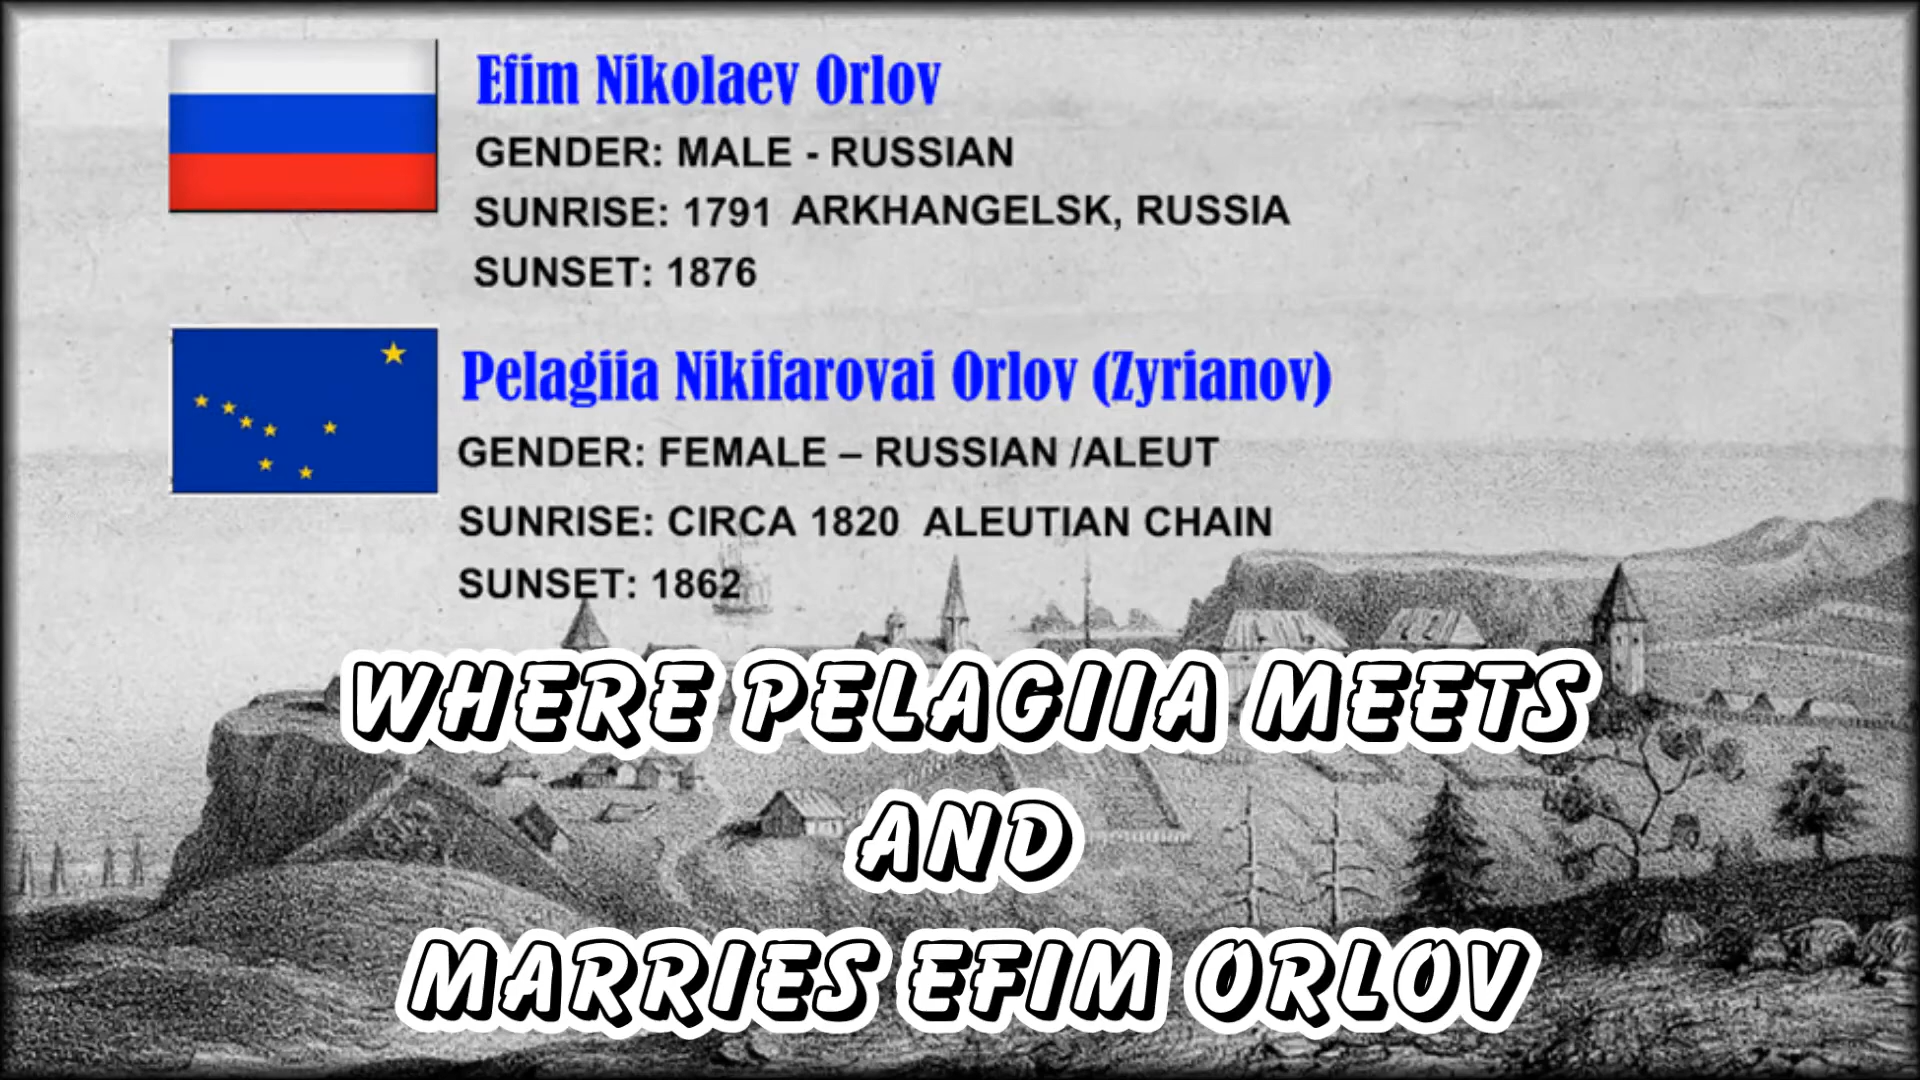 Efim Nikolaev Orlov
GENDER: MALE - RUSSIAN
SUNRISE: 1791 ARKHANGELSK, RUSSIA
SUNSET: 1876
Pelagiia Nikifarovai Orlov (Zyrianov)
GENDER: FEMALE – RUSSIAN /ALEUT
SUNRISE: CIRCA 1820 ALEUTIAN CHAIN
SUNSET: 1862
WHERE PELAGIIA MEETS
AND
MARRIES EFIM ORLOV